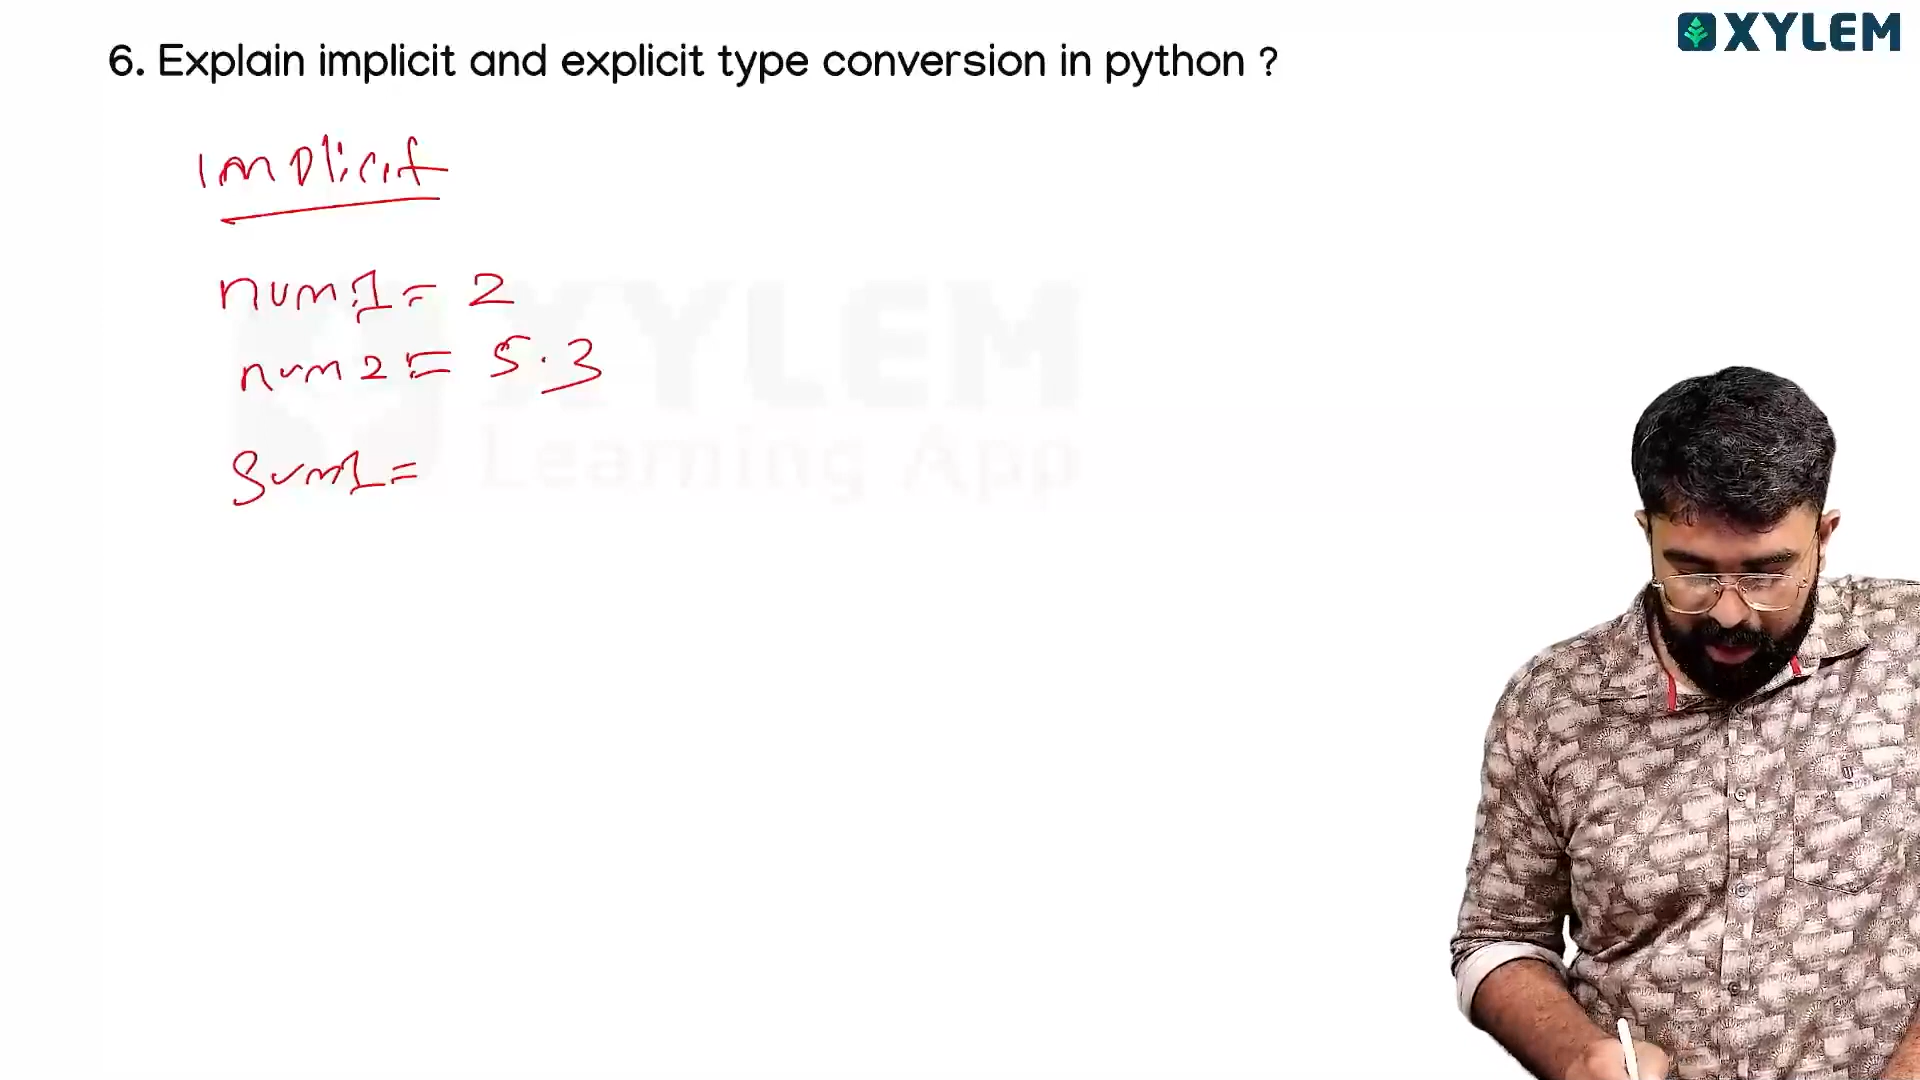 XYLEM
6. Explain implicit and explicit type conversion in python ?
implicit
num1 = 2
num2 = 5.3
Sum1 =
XYLEM
Learning App